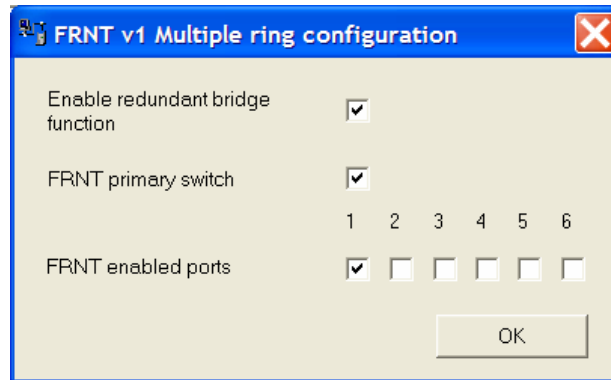 FRNT v1 Multiple ring configuration
Enable redundant bridge
function
FRNT primary switch
1 2 3 4 5 6
FRNT enabled ports
OK